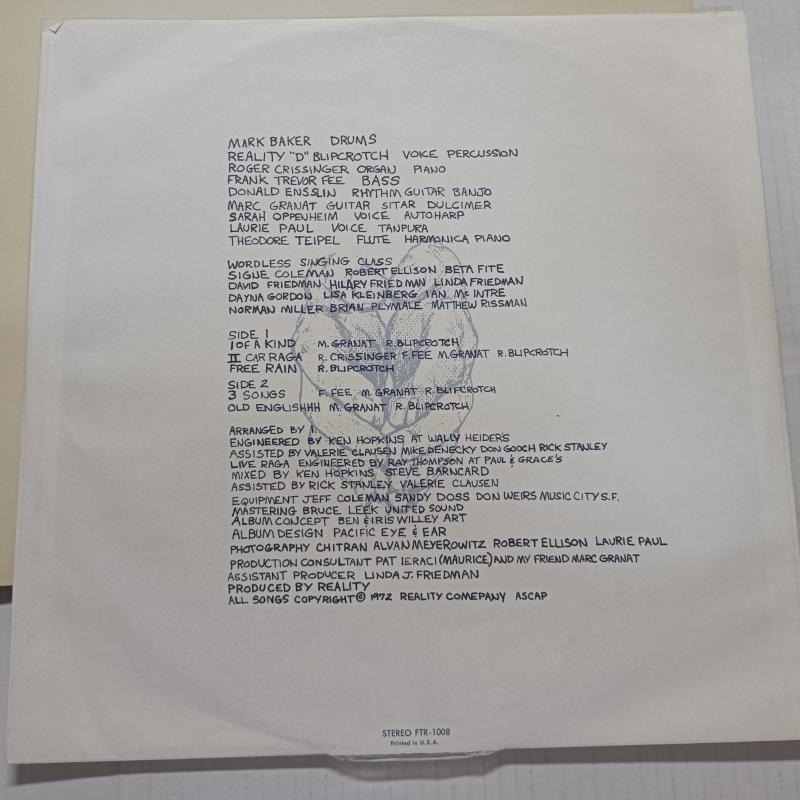 MARK BAKER DRUMS
REALITY "D" BLIPCROTCH VOICE PERCUSSION
ROGER CRISSINGER ORGAN PIANO
FRANK TREVOR FEE BASS
DONALD ENSSLIN RHYTHM GUITAR BANJO
MARC GRANAT GUITAR SITAR DULCIMER
SARAH OPPENHEIM VOICE AUTOHARP
LAURIE PAUL VOICE TANPURA
THEODORE TEIPEL FLUTE HARMONICA PIANO
WORDLESS SINGING CLASS
SIGNE COLEMAN ROBERT ELLISON BETA FITE
DAVID FRIEDMAN HILARY FRIEDMAN LINDA FRIEDMAN
DAYNA GORDON LISA KLEINBERG IAN McINTRE
NORMAN MILLER BRIAN PLYMALE MATTHEW RISSMAN
SIDE 1
1 OF A KIND M. GRANAT R. BLIPCROTCH
II CAR RAGA R. CRISSINGER F. FEE M. GRANAT R. BLIPCROTCH
FREE RAIN R. BLIPCROTCH
SIDE 2
3 SONGS F. FEE M. GRANAT R. BLIPCROTCH
OLD ENGLISHHH M. GRANAT R. BLIPCROTCH
ARRANGED BY 1.
ENGINEERED BY KEN HOPKINS AT WALLY HEIDER'S
ASSISTED BY VALERIE CLAUSEN MIKE DENECKY DON GOOCH RICK STANLEY
LIVE RAGA ENGINEERED BY RAY THOMPSON AT PAUL & GRACE'S
MIXED BY KEN HOPKINS STEVE BARNCARD
ASSISTED BY RICK STANLEY VALERIE CLAUSEN
EQUIPMENT JEFF COLEMAN SANDY DOSS DON WEIRS MUSIC CITY S.F.
MASTERING BRUCE LEEK UNITED SOUND
ALBUM CONCEPT BEN & IRIS WILLEY ART
ALBUM DESIGN PACIFIC EYE & EAR
PHOTOGRAPHY CHITRAN ALVAN MEYEROWITZ ROBERT ELLISON LAURIE PAUL
PRODUCTION CONSULTANT PAT IERACI (MAURICE) AND MY FRIEND MARC GRANAT
ASSISTANT PRODUCER LINDA J. FRIEDMAN
PRODUCED BY REALITY
ALL SONGS COPYRIGHT © 1972 REALITY COMEPANY ASCAP
STEREO FTR-1008
Printed in U.S.A.